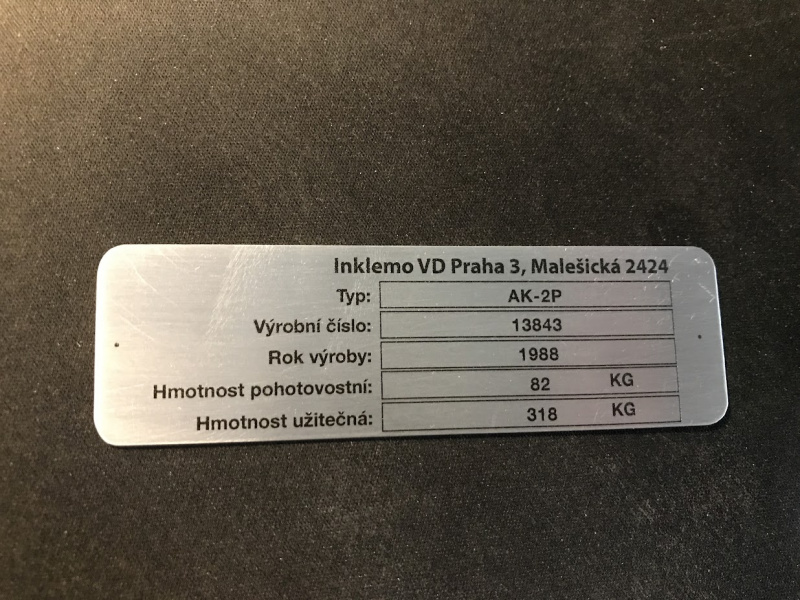 Inklemo VD Praha 3, Malešická 2424
Typ: AK-2P
Výrobní číslo: 13843
Rok výroby: 1988
Hmotnost pohotovostní: 82 KG
Hmotnost užitečná: 318 KG